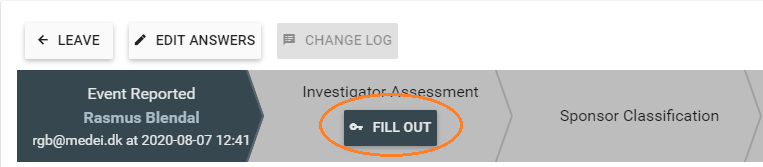 LEAVE
EDIT ANSWERS
CHANGE LOG
Event Reported
Rasmus Blendal
rgb@medei.dk at 2020-08-07 12:41
Investigator Assessment
FILL OUT
Sponsor Classification